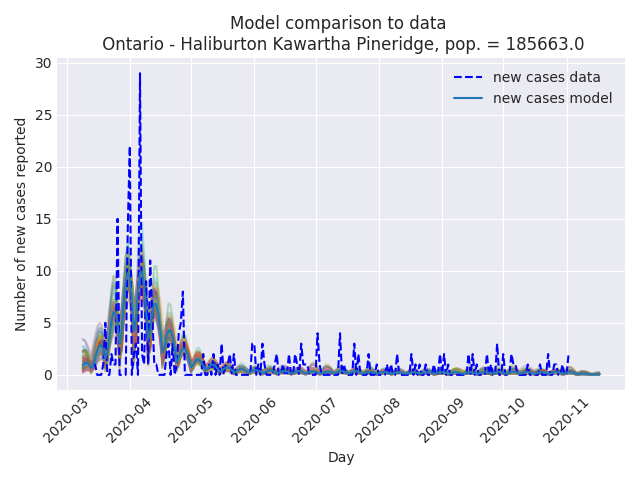 Model comparison to data
Ontario - Haliburton Kawartha Pineridge, pop. = 185663.0
new cases data
new cases model
Number of new cases reported
30
25
20
15
10
5
0
2020-03
2020-04
2020-05
2020-06
2020-07
2020-08
2020-09
2020-10
2020-11
Day